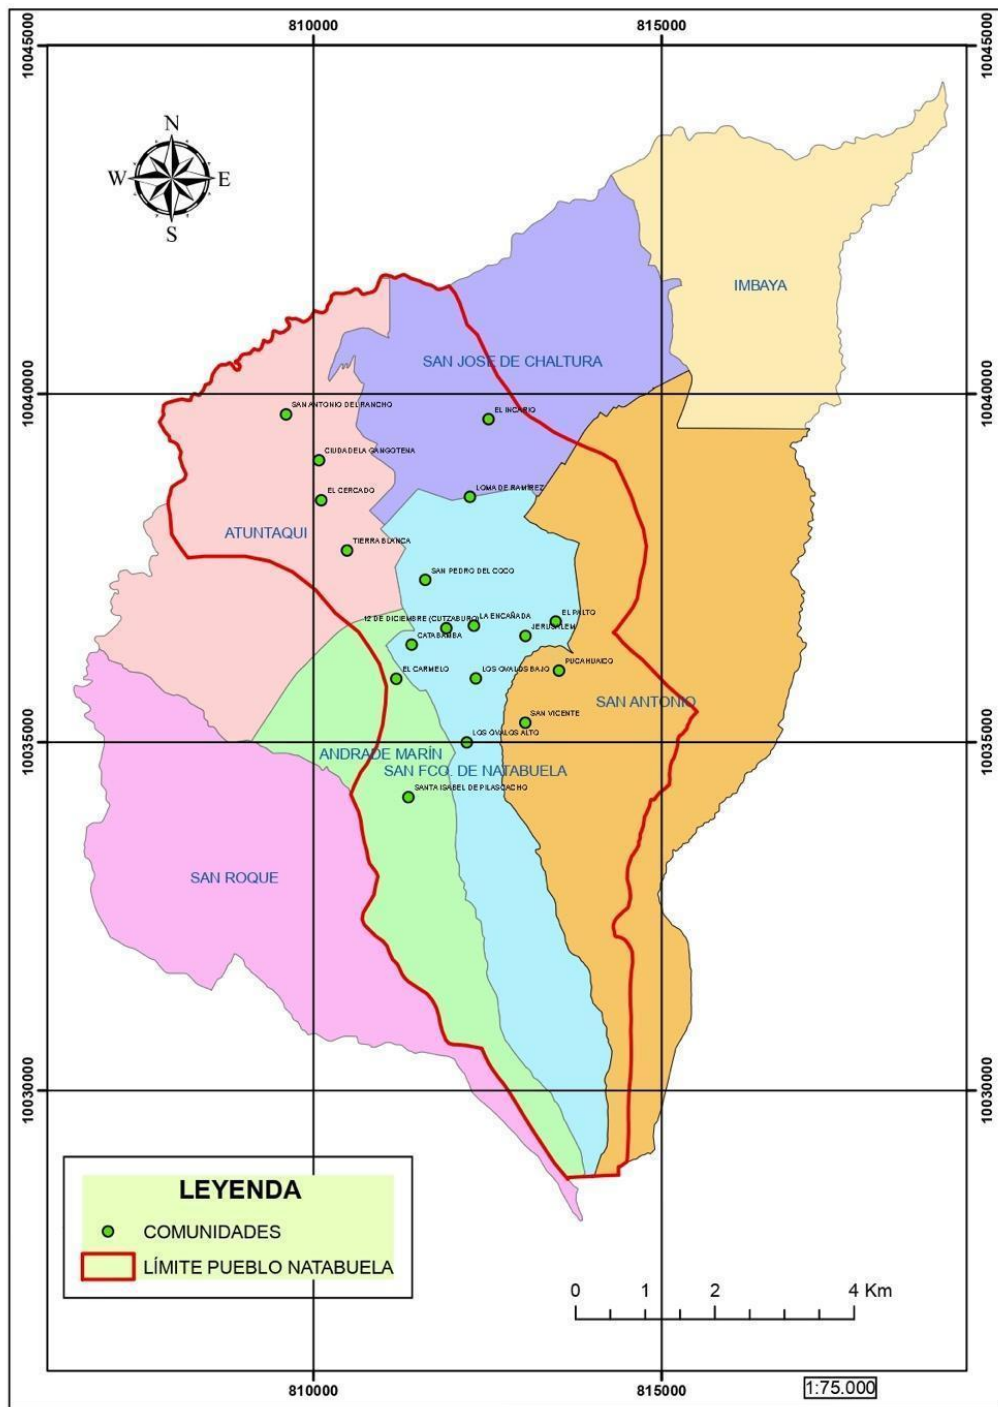 810000
815000
10045000
10045000
N
W
E
S
IMBAYA
SAN JOSE DE CHALTURA
10040000
10040000
SAN ANTONIO DEL RANCHO
EL INCARIO
CIUDADELA GANGOTENA
EL CERCADO
LOMA DE RAMIREZ
ATUNTAQUI
TIERRA BLANCA
SAN PEDRO DEL COCO
12 DE DICIEMBRE (CUTZABURO)
LA ENCAÑADA
EL PALTO
CATABAMBA
JERUSALEM
EL CARMELO
LOS OVALOS BAJO
PUCAHUAICO
SAN ANTONIO
SAN VICENTE
LOS OVALOS ALTO
10035000
10035000
ANDRADE MARÍN
SAN FCO. DE NATABUELA
SANTA ISABEL DE PILASCACHO
SAN ROQUE
10030000
10030000
LEYENDA
COMUNIDADES
LÍMITE PUEBLO NATABUELA
0 1 2 4 Km
810000
815000
1:75.000